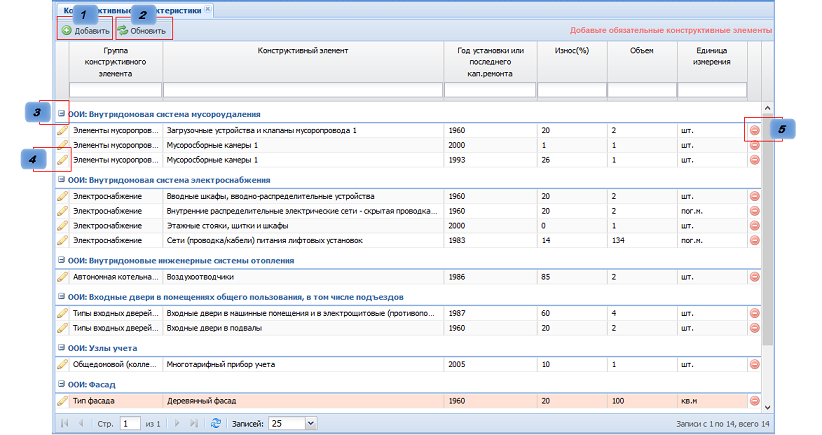 Конструктивные характеристики
1
2
Добавить
Обновить
Добавьте обязательные конструктивные элементы
Группа конструктивного элемента
Конструктивный элемент
Год установки или последнего кап.ремонта
Износ(%)
Объем
Единица измерения
3
ООИ: Внутридомовая система мусороудаления
Элементы мусоропров... Загрузочные устройства и клапаны мусоропровода 1 1960 20 2 шт.
5
Элементы мусоропров... Мусоросборные камеры 1 2000 1 1 шт.
4
Элементы мусоропров... Мусоросборные камеры 1 1993 26 1 шт.
ООИ: Внутридомовая система электроснабжения
Электроснабжение Вводные шкафы, вводно-распределительные устройства 1960 20 2 шт.
Электроснабжение Внутренние распределительные электрические сети - скрытая проводка... 1960 20 2 пог.м.
Электроснабжение Этажные стояки, щитки и шкафы 2000 0 1 шт.
Электроснабжение Сети (проводка/кабели) питания лифтовых установок 1983 14 134 пог.м.
ООИ: Внутридомовые инженерные системы отопления
Автономная котельна... Воздухоотводчики 1986 85 2 шт.
ООИ: Входные двери в помещениях общего пользования, в том числе подъездов
Типы входных дверей... Входные двери в машинные помещения и в электрощитовые (противопо... 1987 60 4 шт.
Типы входных дверей... Входные двери в подвалы 1960 20 2 шт.
ООИ: Узлы учета
Общедомовой (колле... Многотарифный прибор учета 2005 10 1 шт.
ООИ: Фасад
Тип фасада Деревянный фасад 1960 20 100 кв.м
Стр. 1 из 1 Записей: 25 Записи с 1 по 14, всего 14